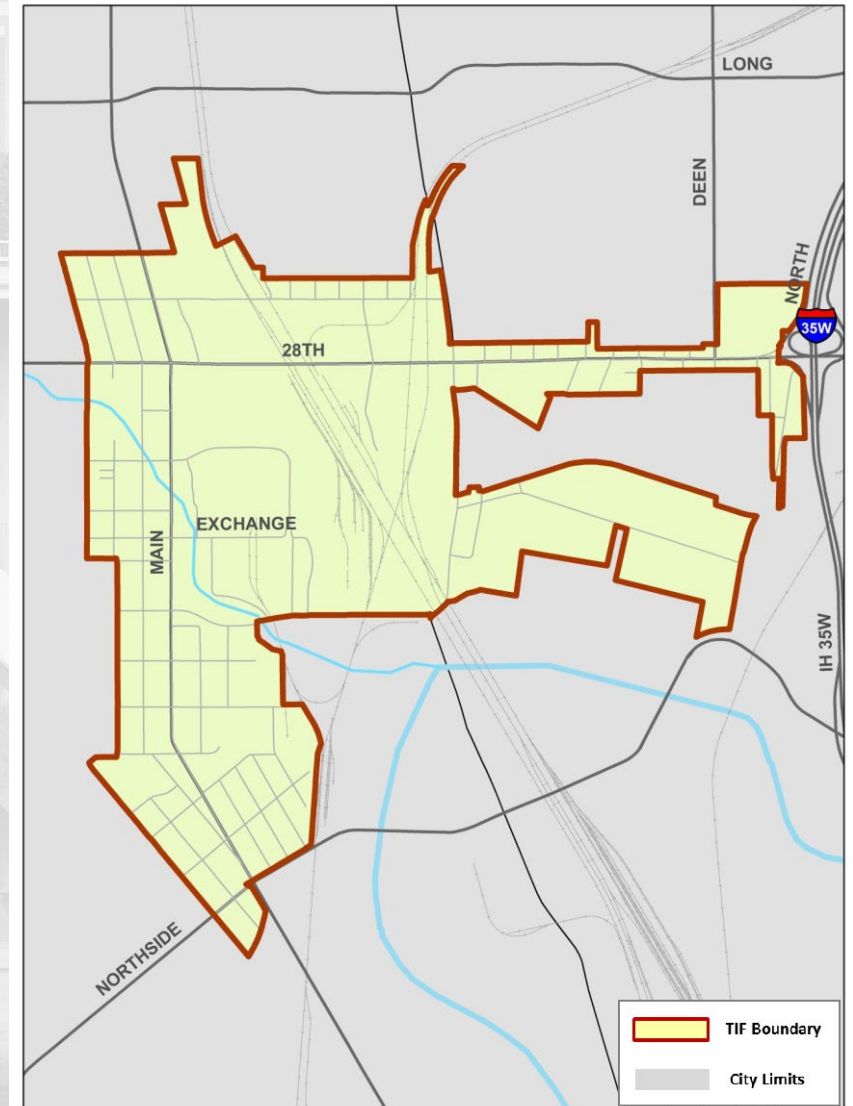 LONG
DEEN
NORTH
35W
28TH
EXCHANGE
MAIN
IH 35W
NORTHSIDE
TIF Boundary
City Limits